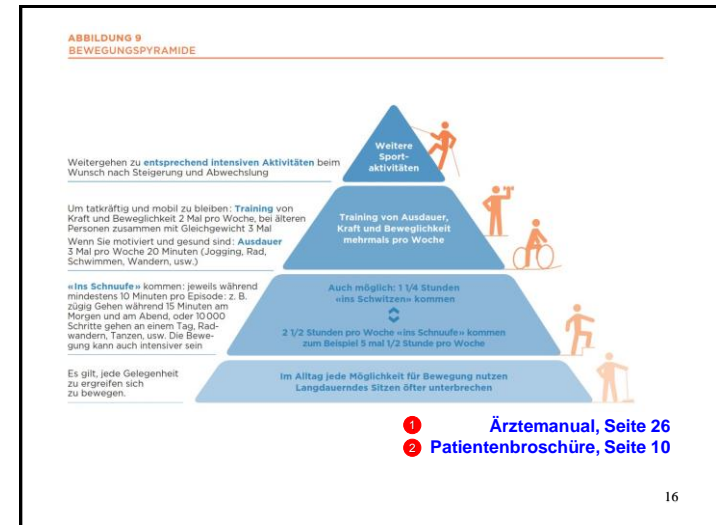 ABBILDUNG 9
BEWEGUNGSPYRAMIDE
Weitere
Sport-
aktivitäten
Weitergehen zu entsprechend intensiven Aktivitäten beim
Wunsch nach Steigerung und Abwechslung
Um tatkräftig und mobil zu bleiben: Training von
Kraft und Beweglichkeit 2 Mal pro Woche, bei älteren
Personen zusammen mit Gleichgewicht 3 Mal
Wenn Sie motiviert und gesund sind: Ausdauer
3 Mal pro Woche 20 Minuten (Jogging, Rad,
Schwimmen, Wandern, usw.)
Training von Ausdauer,
Kraft und Beweglichkeit
mehrmals pro Woche
«Ins Schnuufe» kommen: jeweils während
mindestens 10 Minuten pro Episode: z. B.
zügig Gehen während 15 Minuten am
Morgen und am Abend, oder 10000
Schritte gehen an einem Tag, Rad-
wandern, Tanzen, usw. Die Bewe-
gung kann auch intensiver sein
Auch möglich: 1 1/4 Stunden
«ins Schwitzen» kommen
2 1/2 Stunden pro Woche «ins Schnuufe» kommen
zum Beispiel 5 mal 1/2 Stunde pro Woche
Es gilt, jede Gelegenheit
zu ergreifen sich
zu bewegen.
Im Alltag jede Möglichkeit für Bewegung nutzen
Langdauerndes Sitzen öfter unterbrechen
1 Ärztemanual, Seite 26
2 Patientenbroschüre, Seite 10
16